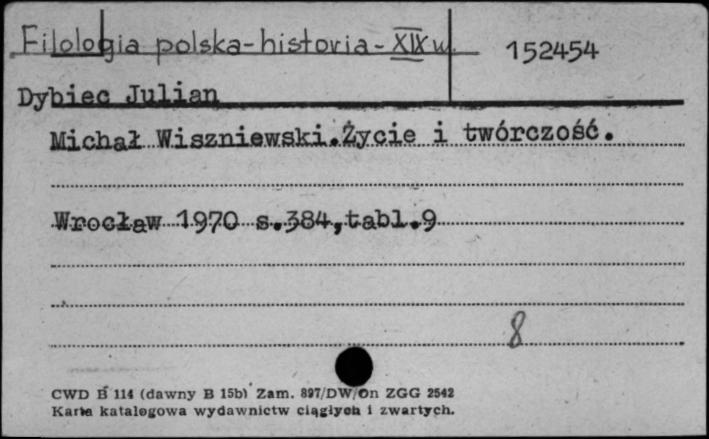 Filologia polska-historia-XIX w. 152454
Dybiec Julian
Michał Wiszniewski.Życie i twórczość.
Wrocław 1970 s.384,tabl.9
8
CWD B 114 (dawny B 15b) Zam. 897/DW/On ZGG 2542
Karta katalogowa wydawnictw ciągłych i zwartych.